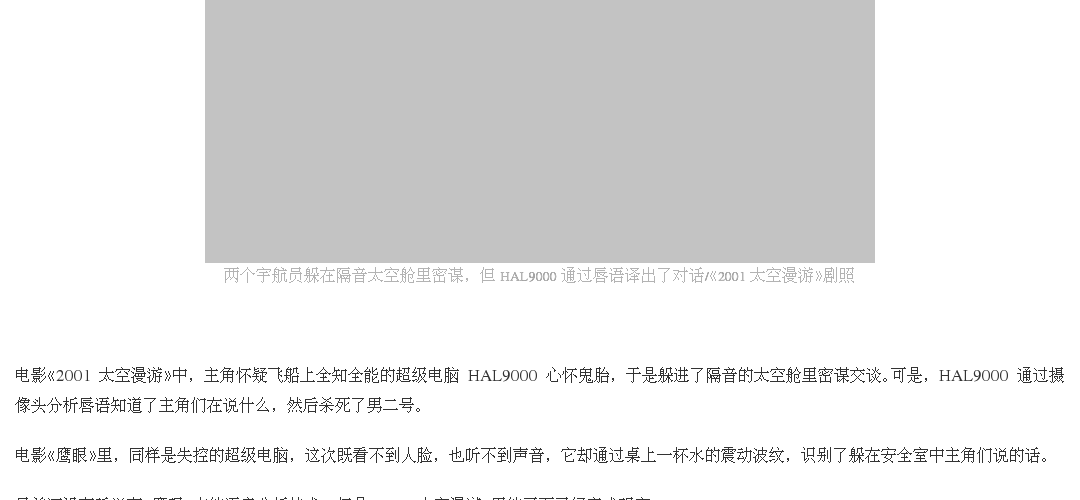 两个宇航员躲在隔音太空舱里密谋，但 HAL9000 通过唇语译出了对话/《2001 太空漫游》剧照
电影《2001 太空漫游》中，主角怀疑飞船上全知全能的超级电脑 HAL9000 心怀鬼胎，于是躲进了隔音的太空舱里密谋交谈。可是，HAL9000 通过摄
像头分析唇语知道了主角们在说什么，然后杀死了男二号。
电影《鹰眼》里，同样是失控的超级电脑，这次既看不到人脸，也听不到声音，它却通过桌上一杯水的震动波纹，识别了躲在安全室中主角们说的话。